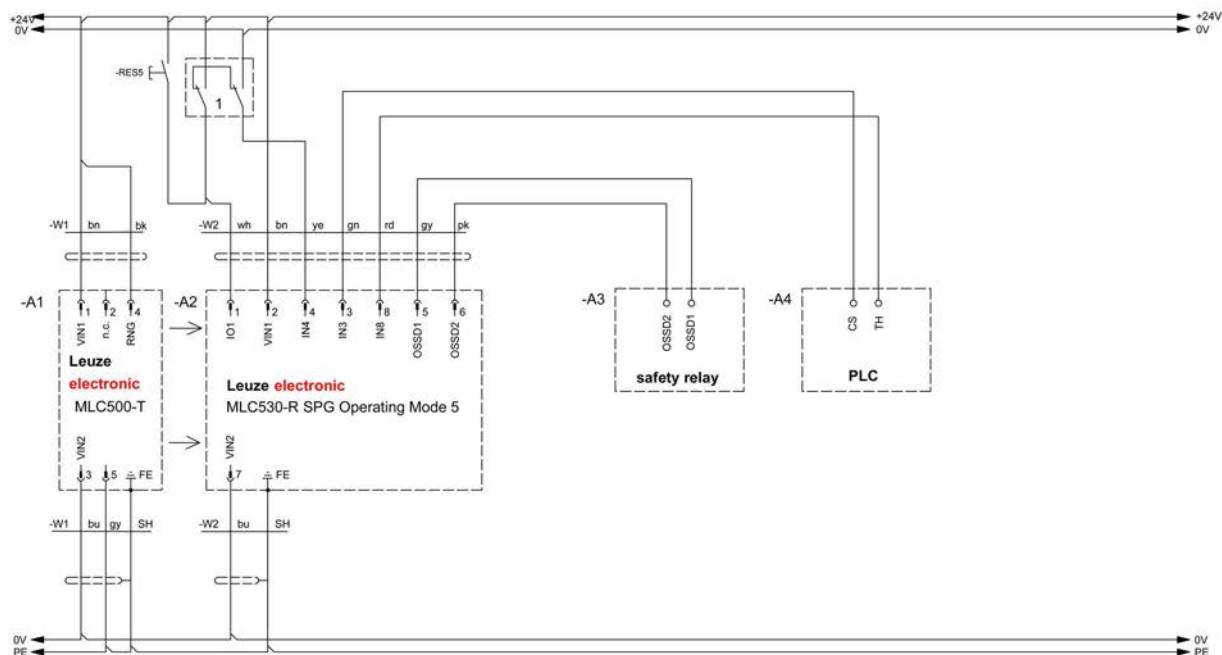 +24V +24V
0V 0V
-RES5
1
-W1 bn bk
-W2 wh bn ye gn rd gy pk
-A1 -A2 -A3 -A4
1 2 4
1 2 4 3 8 5 6
VIN1 n.c. RNG
IO1 VIN1 IN4 IN3 IN8 OSSD1 OSSD2
OSSD2 OSSD1
CS TH
Leuze
electronic
MLC500-T
Leuze electronic
MLC530-R SPG Operating Mode 5
safety relay
PLC
VIN2 VIN2
3 5 FE
7 FE
-W1 bu gy SH
-W2 bu SH
0V 0V
PE PE